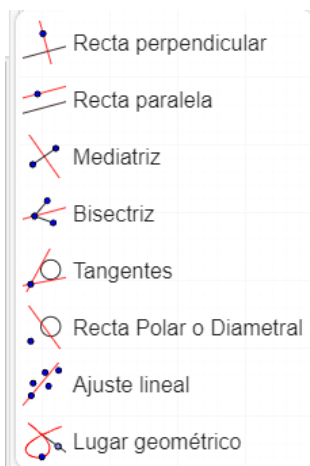 Recta perpendicular
Recta paralela
Mediatriz
Bisectriz
Tangentes
Recta Polar o Diametral
Ajuste lineal
Lugar geométrico